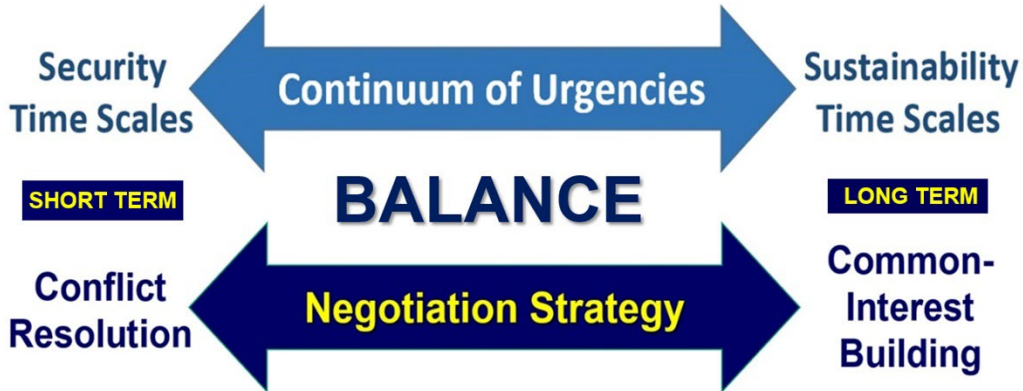 Security
Time Scales
Continuum of Urgencies
Sustainability
Time Scales
SHORT TERM
BALANCE
LONG TERM
Conflict
Resolution
Negotiation Strategy
Common-
Interest
Building